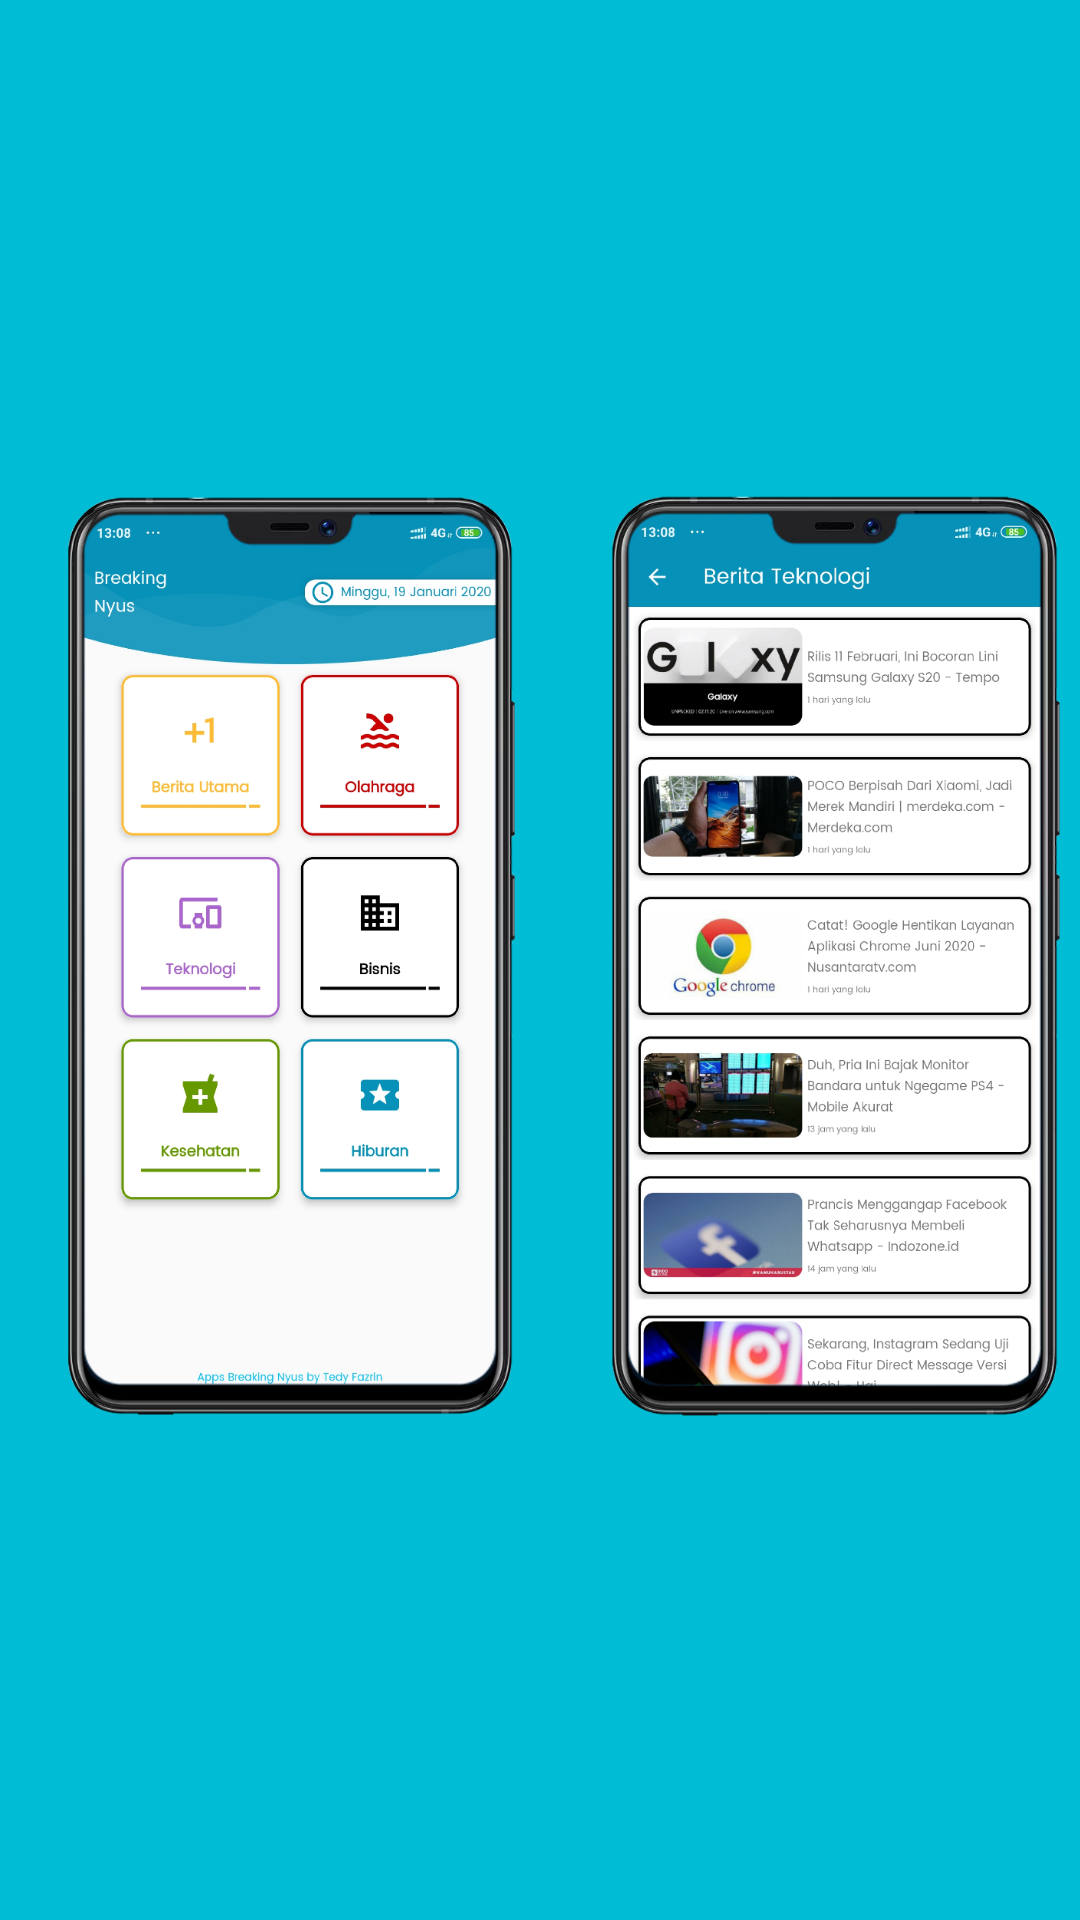 13:08 ...
4G 85
Breaking
Nyus
Minggu, 19 Januari 2020
+1
Berita Utama
Olahraga
Teknologi
Bisnis
Kesehatan
Hiburan
Apps Breaking Nyus by Tedy Fazrin
13:08 ...
4G 85
Berita Teknologi
Galaxy
Galaxy
Rilis 11 Februari, Ini Bocoran Lini
Samsung Galaxy S20 - Tempo
1 hari yang lalu
POCO Berpisah Dari Xiaomi, Jadi
Merek Mandiri | merdeka.com -
Merdeka.com
1 hari yang lalu
Google chrome
Catat! Google Hentikan Layanan
Aplikasi Chrome Juni 2020 -
Nusantaratv.com
1 hari yang lalu
Duh, Pria Ini Bajak Monitor
Bandara untuk Ngegame PS4 -
Mobile Akurat
13 jam yang lalu
Prancis Menggangap Facebook
Tak Seharusnya Membeli
Whatsapp - Indozone.id
14 jam yang lalu
Sekarang, Instagram Sedang Uji
Coba Fitur Direct Message Versi